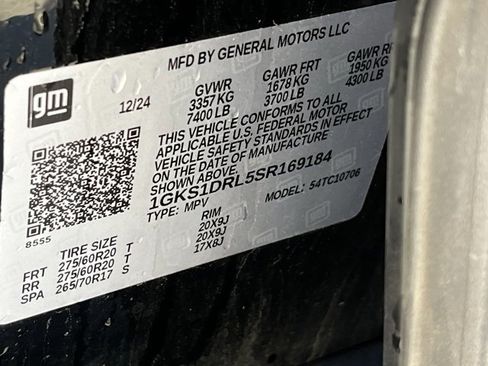 MFD BY GENERAL MOTORS LLC
gm
12/24
GVWR
3357 KG
7400 LB
GAWR FRT
1678 KG
3700 LB
GAWR
1950 KG
4300 LB
THIS VEHICLE CONFORMS TO ALL
APPLICABLE U.S. FEDERAL MOTOR
VEHICLE SAFETY STANDARDS IN EFFECT
ON THE DATE OF MANUFACTURE
SHOWN ABOVE.
1GKS1DRL5SR169184
TYPE: MPV
MODEL: 54TC10706
8555
TIRE SIZE RIM
FRT 275/60R20 T 20X9J
RR 275/60R20 T 20X9J
SPA 265/70R17 S 17X8J